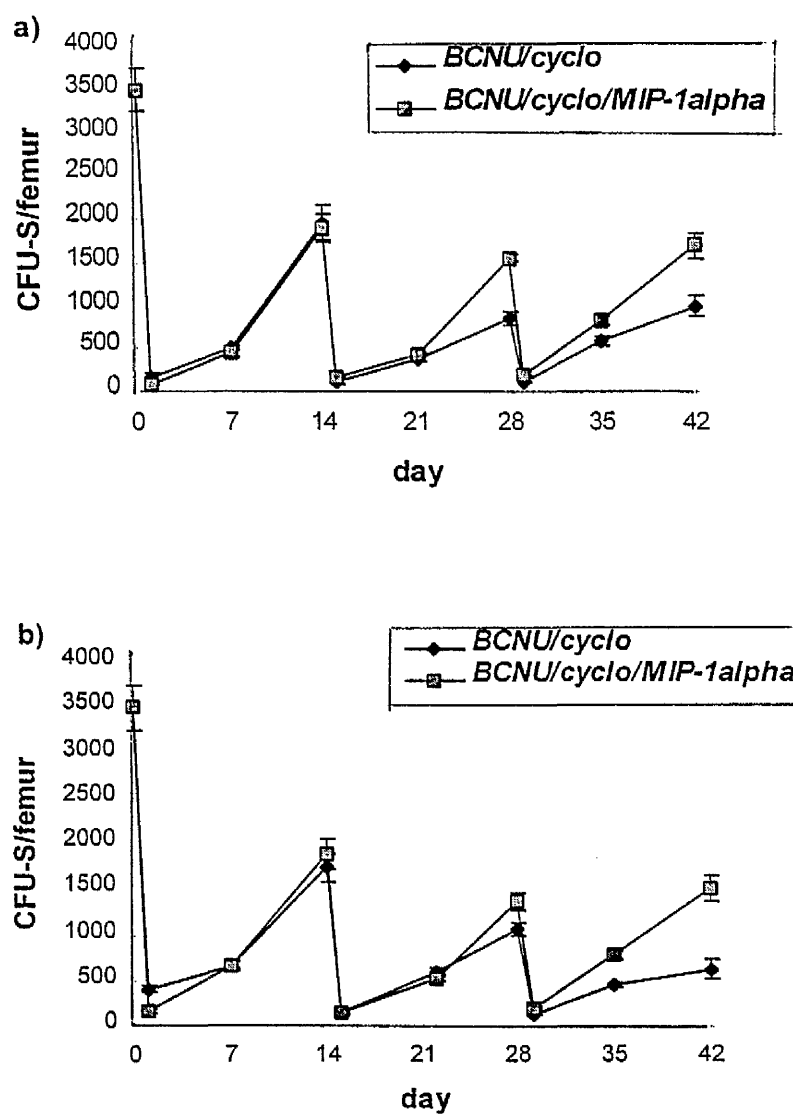 a)
BCNU/cyclo
BCNU/cyclo/MIP-1alpha
CFU-S/femur
4000
3500
3000
2500
2000
1500
1000
500
0
0 7 14 21 28 35 42
day
b)
BCNU/cyclo
BCNU/cyclo/MIP-1alpha
CFU-S/femur
4000
3500
3000
2500
2000
1500
1000
500
0
0 7 14 21 28 35 42
day